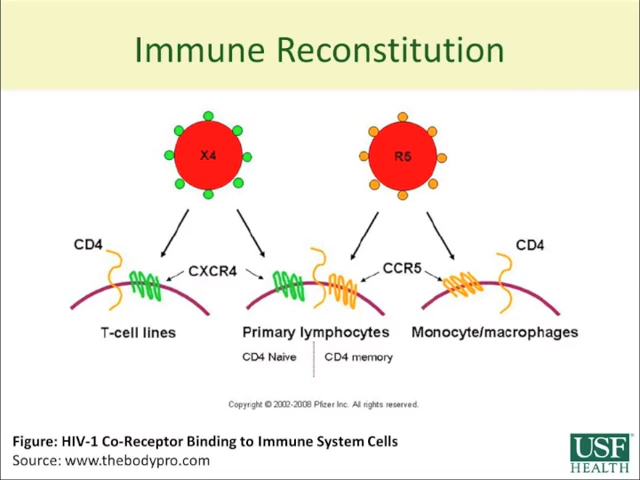 Immune Reconstitution
X4
R5
CD4
CXCR4
CCR5
CD4
T-cell lines
Primary lymphocytes
Monocyte/macrophages
CD4 Naive
CD4 memory
Copyright © 2002-2008 Pfizer Inc. All rights reserved.
Figure: HIV-1 Co-Receptor Binding to Immune System Cells
Source: www.thebodypro.com
USF
HEALTH